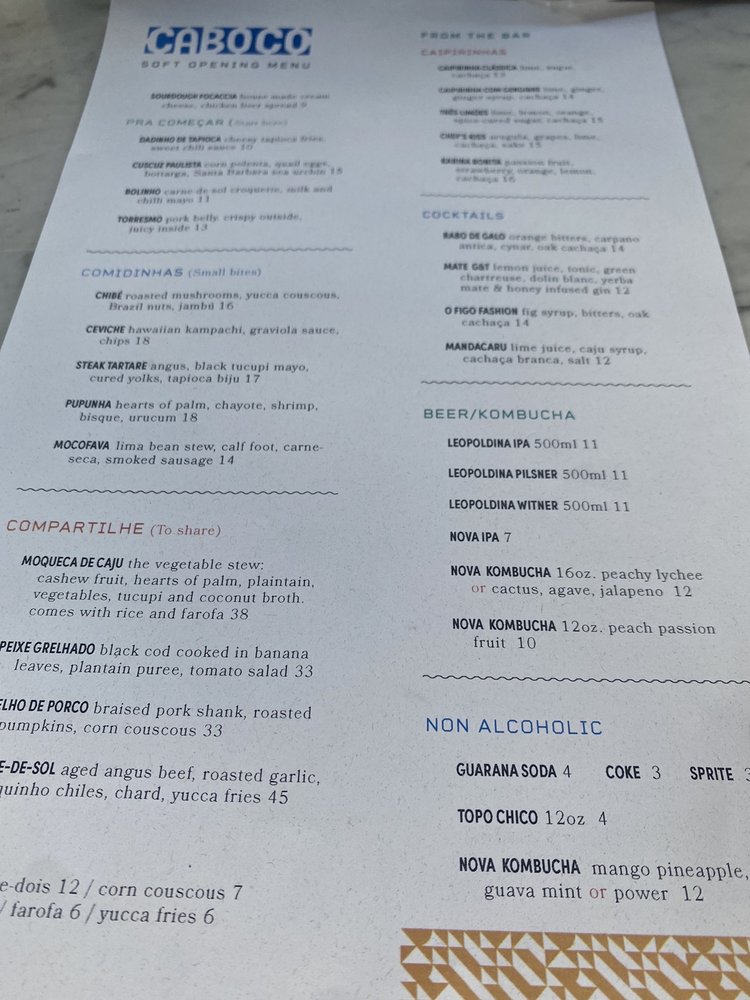 CABOCO
SOFT OPENING MENU
SOURDOUGH FOCACCIA house made cream
cheese, chicken liver spread 9
PRA COMEÇAR
DADINHO DE TAPIOCA cheesy tapioca fries,
sweet chili sauce 10
CUSCUZ PAULISTA corn polenta, quail eggs,
bottarga, Santa Barbara sea urchin 15
BOLINHO carne de sol croquette, milk and
chilli mayo 11
TORRESMO pork belly, crispy outside,
juicy inside 13
COMIDINHAS (Small bites)
CHIBÉ roasted mushrooms, yucca couscous,
Brazil nuts, jambú 16
CEVICHE hawaiian kampachi, graviola sauce,
chips 18
STEAK TARTARE angus, black tucupi mayo,
cured yolks, tapioca biju 17
PUPUNHA hearts of palm, chayote, shrimp,
bisque, urucum 18
MOCOFAVA lima bean stew, calf foot, carne-
seca, smoked sausage 14
COMPARTILHE (To share)
MOQUECA DE CAJU the vegetable stew:
cashew fruit, hearts of palm, plaintain,
vegetables, tucupi and coconut broth.
comes with rice and farofa 38
PEIXE GRELHADO black cod cooked in banana
leaves, plantain puree, tomato salad 33
ELHO DE PORCO braised pork shank, roasted
pumpkins, corn couscous 33
E-DE-SOL aged angus beef, roasted garlic,
quinho chiles, chard, yucca fries 45
e-dois 12 / corn couscous 7
/ farofa 6 / yucca fries 6
FROM THE BAR
CAIPIRINHAS
CAIPIRINHA CLÁSSICA lime, sugar,
cachaça 13
CAIPIRINHA COM GENGIBRE lime, ginger,
ginger syrup, cachaça 14
TRÊS LIMÕES lime, lemon, orange,
spice cured sugar, cachaça 15
CHEF'S KISS arugula, grapes, lime,
cachaça, sake 15
RAINHA BONITA passion fruit,
strawberry, orange, lemon,
cachaça 16
COCKTAILS
RABO DE GALO orange bitters, carpano
antica, cynar, oak cachaça 14
MATE G&T lemon juice, tonic, green
chartreuse, dolin blanc, yerba
mate & honey infused gin 12
O FIGO FASHION fig syrup, bitters, oak
cachaça 14
MANDACARU lime juice, caju syrup,
cachaça branca, salt 12
BEER/KOMBUCHA
LEOPOLDINA IPA 500ml 11
LEOPOLDINA PILSNER 500ml 11
LEOPOLDINA WITNER 500ml 11
NOVA IPA 7
NOVA KOMBUCHA 16oz. peachy lychee
or cactus, agave, jalapeno 12
NOVA KOMBUCHA 12oz. peach passion
fruit 10
NON ALCOHOLIC
GUARANA SODA 4 COKE 3 SPRITE 3
TOPO CHICO 12oz 4
NOVA KOMBUCHA mango pineapple,
guava mint or power 12